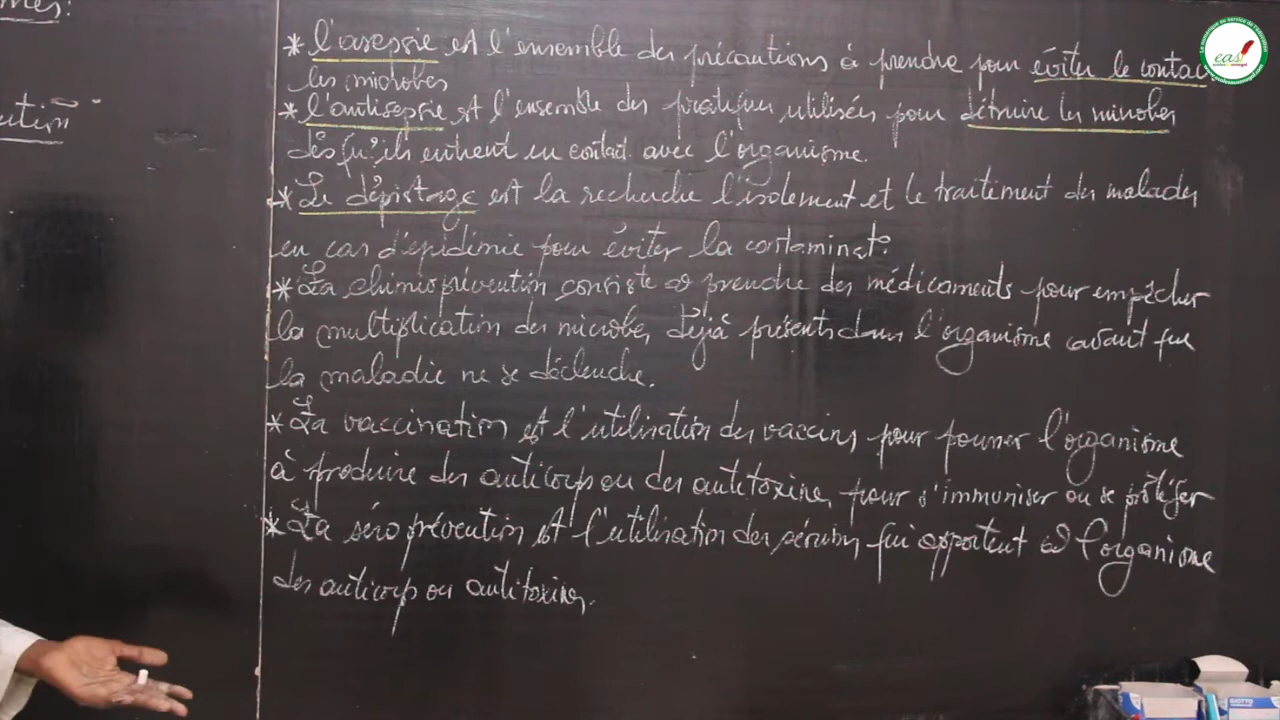 mes:
ution
* l'asepsie est l'ensemble des précautions à prendre pour éviter le contac
les microbes
* l'antisepsie est l'ensemble des pratiques utilisées pour détruire les microbes
dès qu'ils entrent en contact avec l'organisme.
* Le dépistage est la recherche l'isolement et le traitement des malades
en cas d'épidémie pour éviter la contaminat°.
* La chimioprévention consiste à prendre des médicaments pour empêcher
la multiplication des microbes déjà présents dans l'organisme avant que
la maladie ne se déclenche.
* La vaccination est l'utilisation des vaccins pour pousser l'organisme
à produire des anticorps ou des antitoxines pour s'immuniser ou se protéger
* La séroprévention est l'utilisation des sérums qui apportent à l'organisme
des anticorps ou antitoxines.
eas